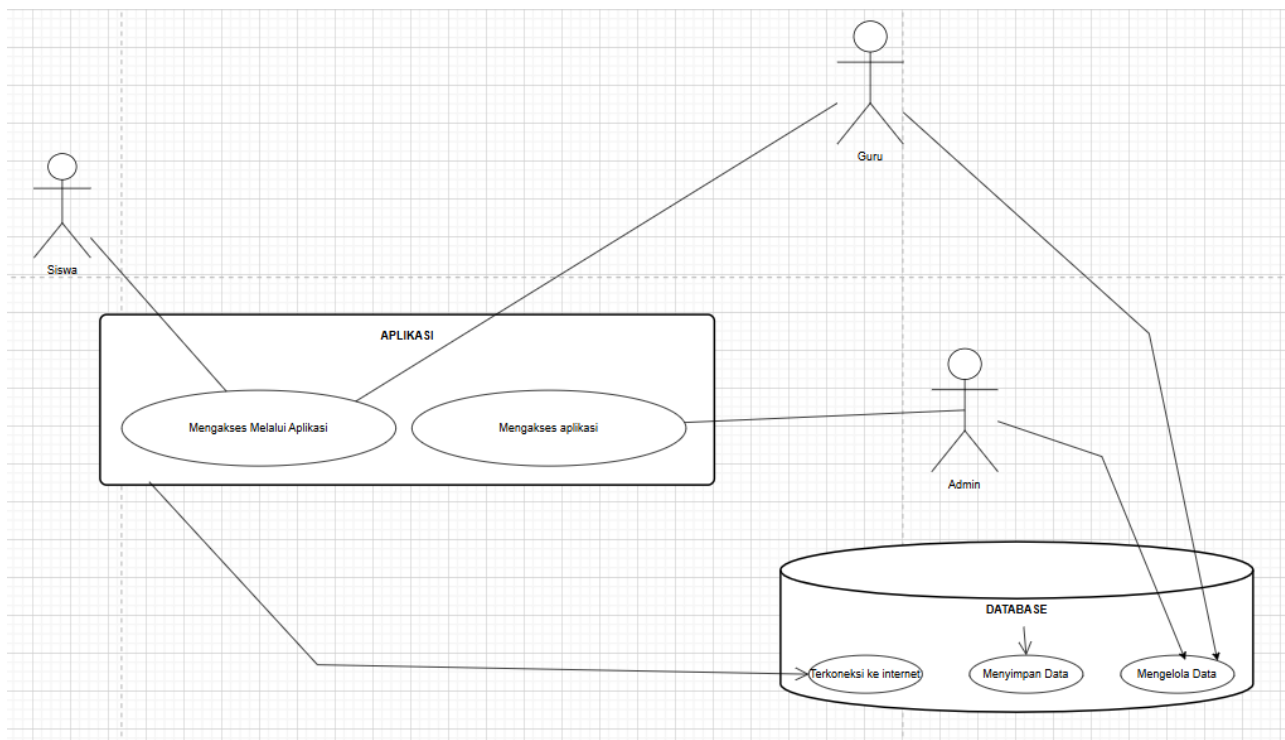 Guru
Siswa
APLIKASI
Mengakses Melalui Aplikasi
Mengakses aplikasi
Admin
DATABASE
Terkoneksi ke internet
Menyimpan Data
Mengelola Data